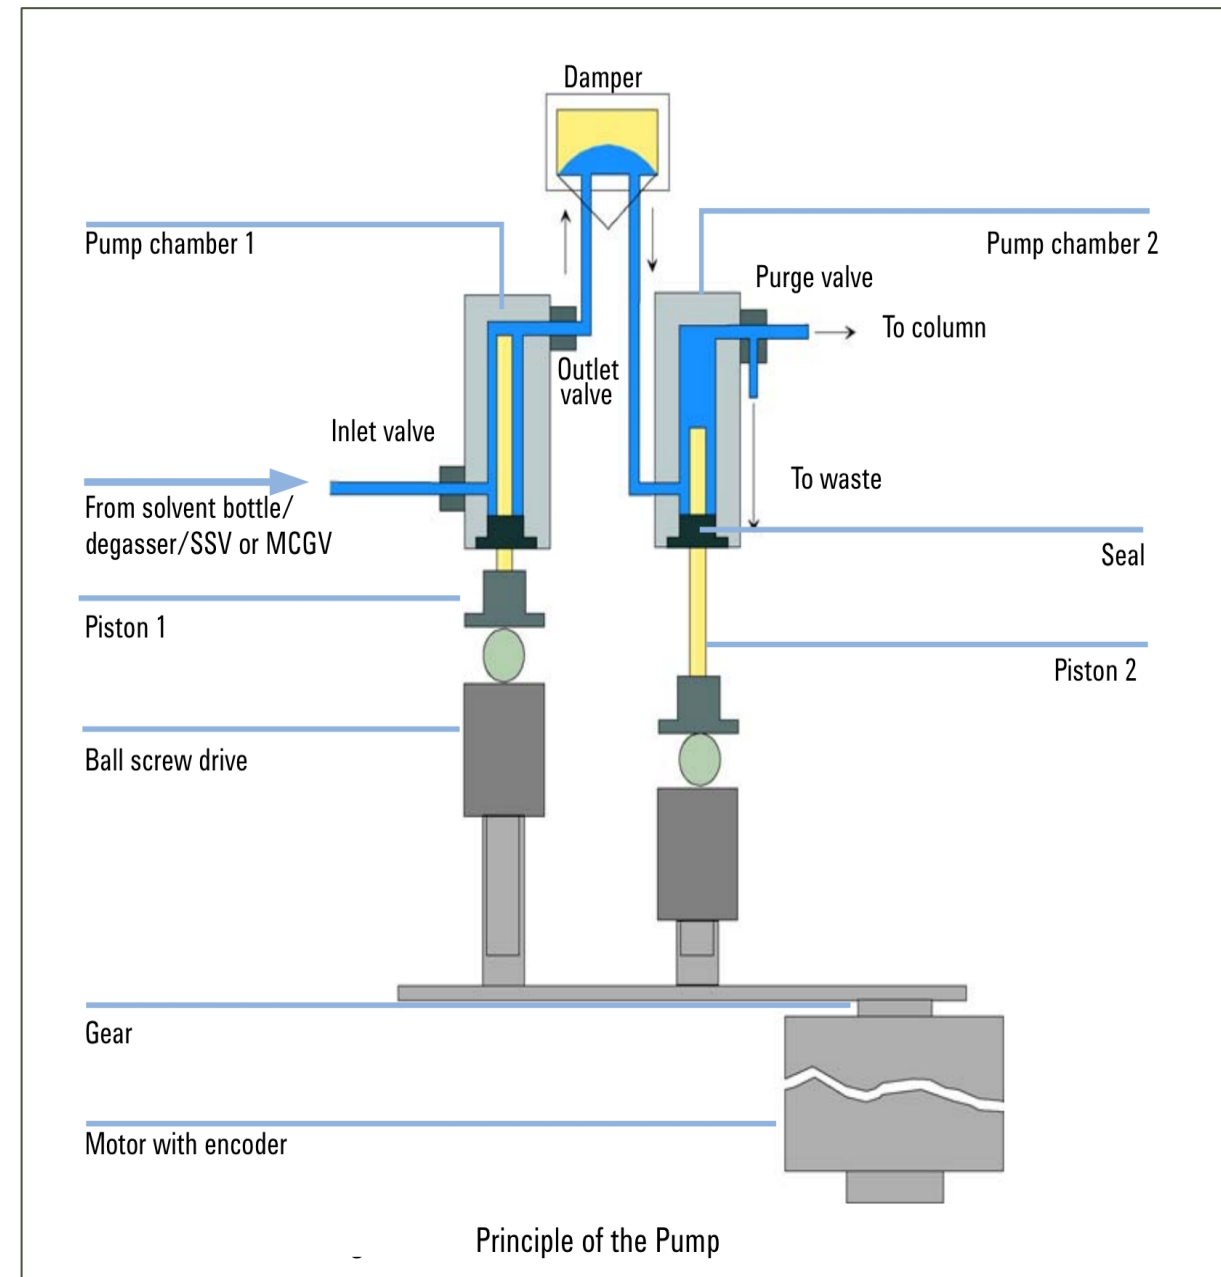 Damper
Pump chamber 1
Pump chamber 2
Purge valve
To column
Outlet
valve
Inlet valve
To waste
From solvent bottle/
degasser/SSV or MCGV
Seal
Piston 1
Piston 2
Ball screw drive
Gear
Motor with encoder
Principle of the Pump